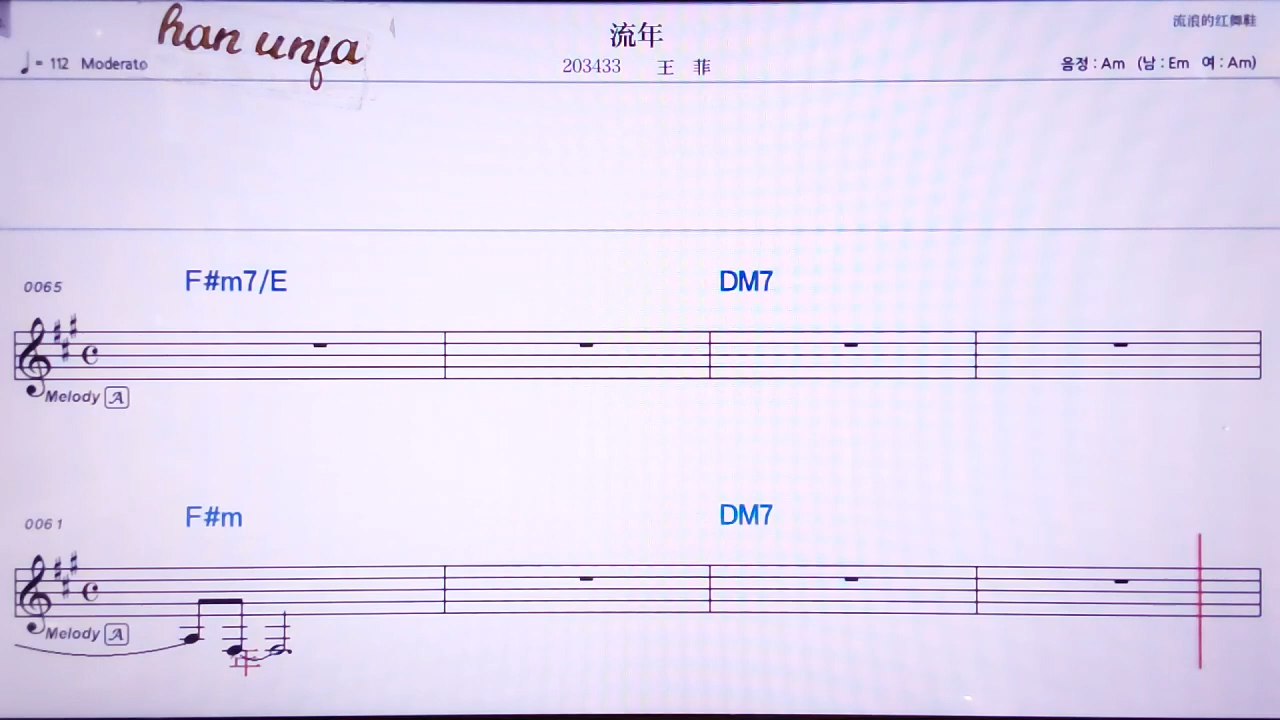 han unfa
流年
流浪的红舞鞋
♩= 112 Moderato
203433 王 菲
음정 : Am (남 : Em 여 : Am)
0065
F#m7/E
DM7
Melody A
0061
F#m
DM7
Melody A
年